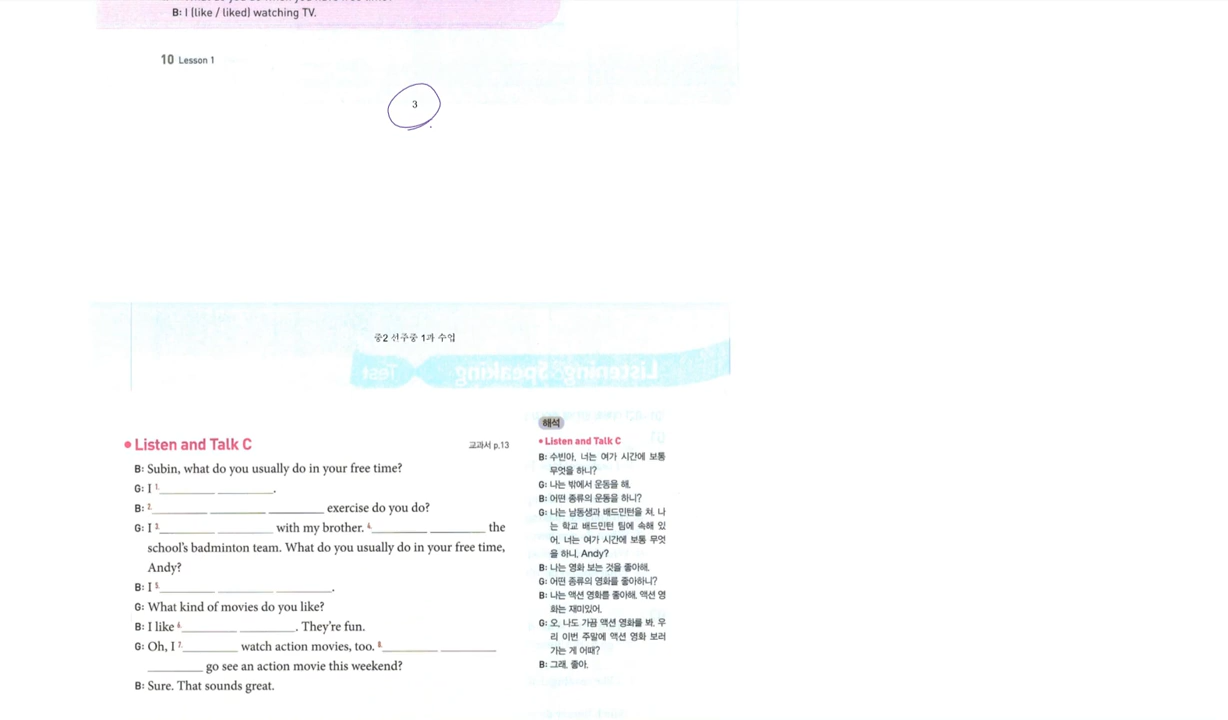 B: I (like / liked) watching TV.
10 Lesson 1
3
중2 선주중 1과 수업
Listening & Speaking Test
• Listen and Talk C 교과서 p.13
B: Subin, what do you usually do in your free time?
G: I 1.________ ________.
B: 2.________ ________ ________ exercise do you do?
G: I 3.________ ________ with my brother. 4.________ ________ the
school's badminton team. What do you usually do in your free time,
Andy?
B: I 5.________ ________ ________.
G: What kind of movies do you like?
B: I like 6.________ ________. They're fun.
G: Oh, I 7.________ watch action movies, too. 8.________ ________
________ go see an action movie this weekend?
B: Sure. That sounds great.
해석
• Listen and Talk C
B: 수빈아, 너는 여가 시간에 보통
무엇을 하니?
G: 나는 밖에서 운동을 해.
B: 어떤 종류의 운동을 하니?
G: 나는 남동생과 배드민턴을 쳐. 나
는 학교 배드민턴 팀에 속해 있
어. 너는 여가 시간에 보통 무엇
을 하니, Andy?
B: 나는 영화 보는 것을 좋아해.
G: 어떤 종류의 영화를 좋아하니?
B: 나는 액션 영화를 좋아해. 액션 영
화는 재미있어.
G: 오, 나도 가끔 액션 영화를 봐. 우
리 이번 주말에 액션 영화 보러
가는 게 어때?
B: 그래, 좋아.